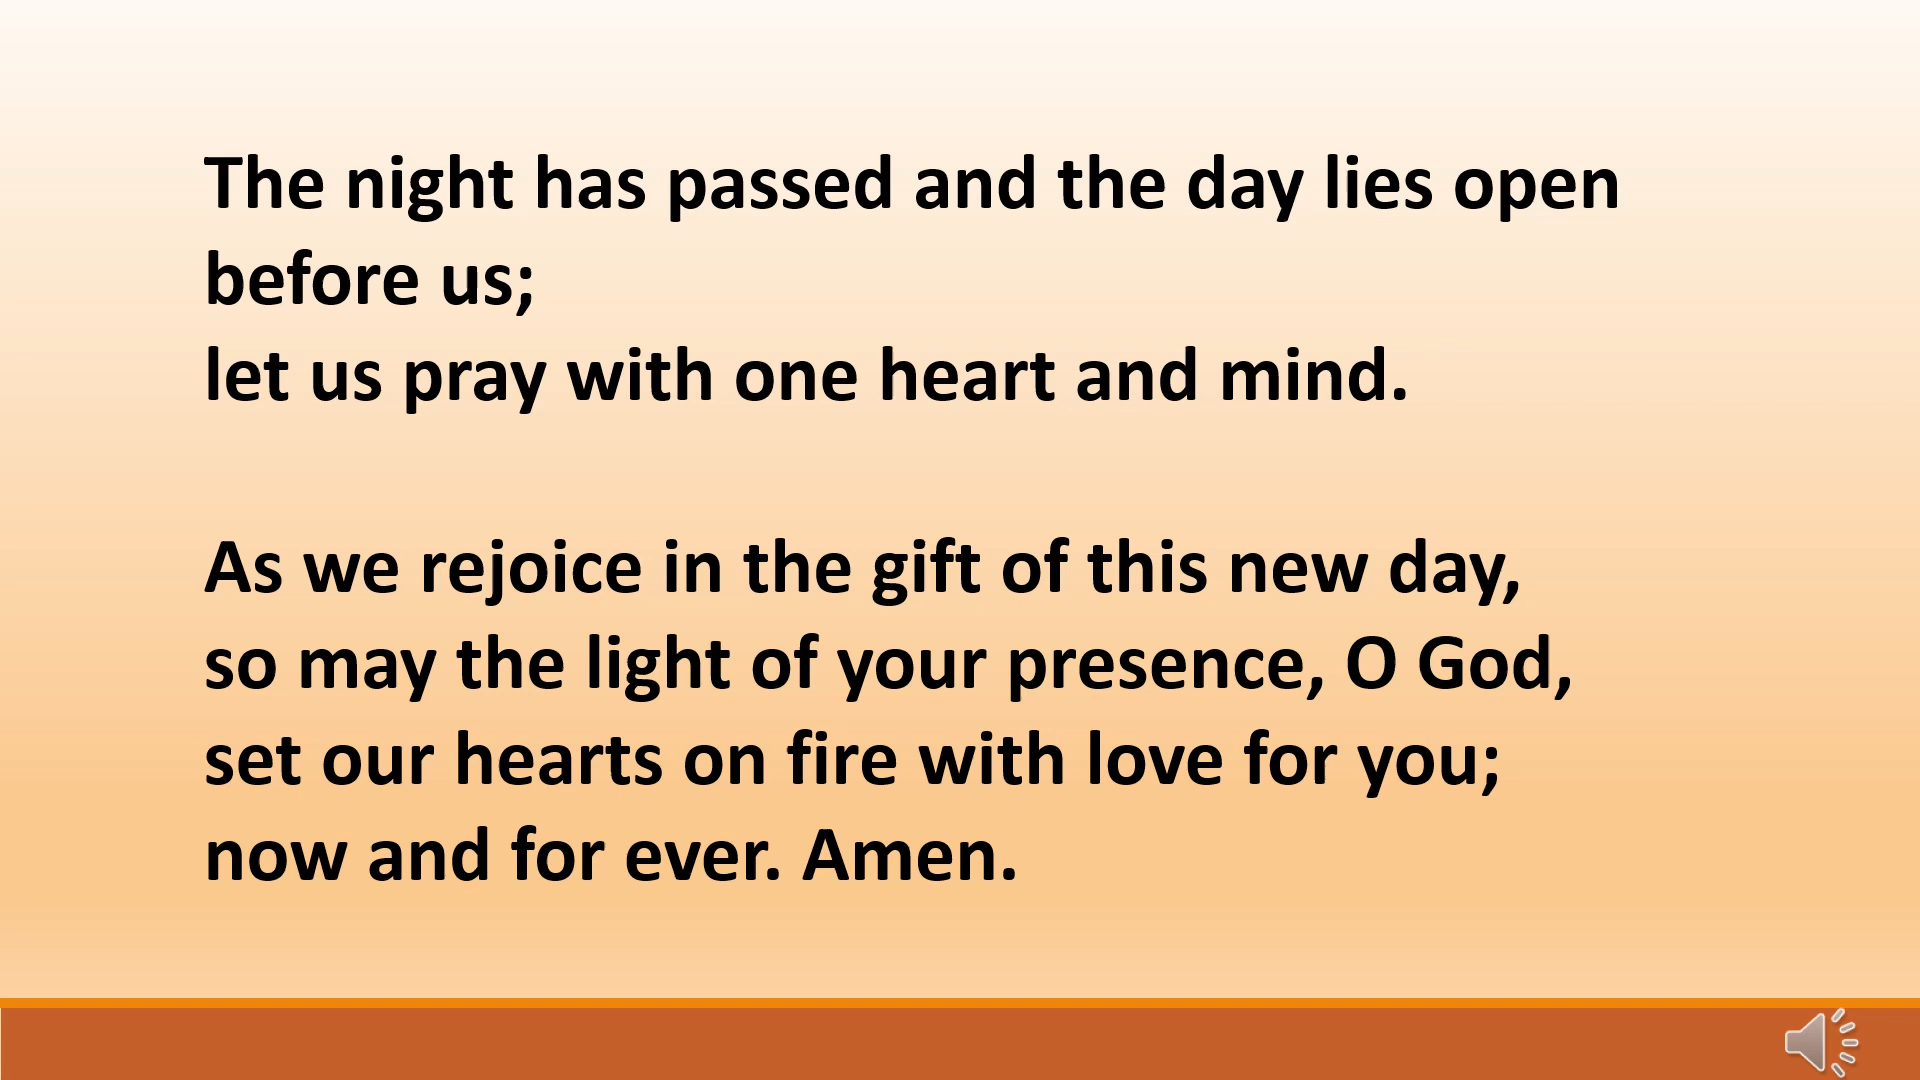 The night has passed and the day lies open
before us;
let us pray with one heart and mind.
As we rejoice in the gift of this new day,
so may the light of your presence, O God,
set our hearts on fire with love for you;
now and for ever. Amen.